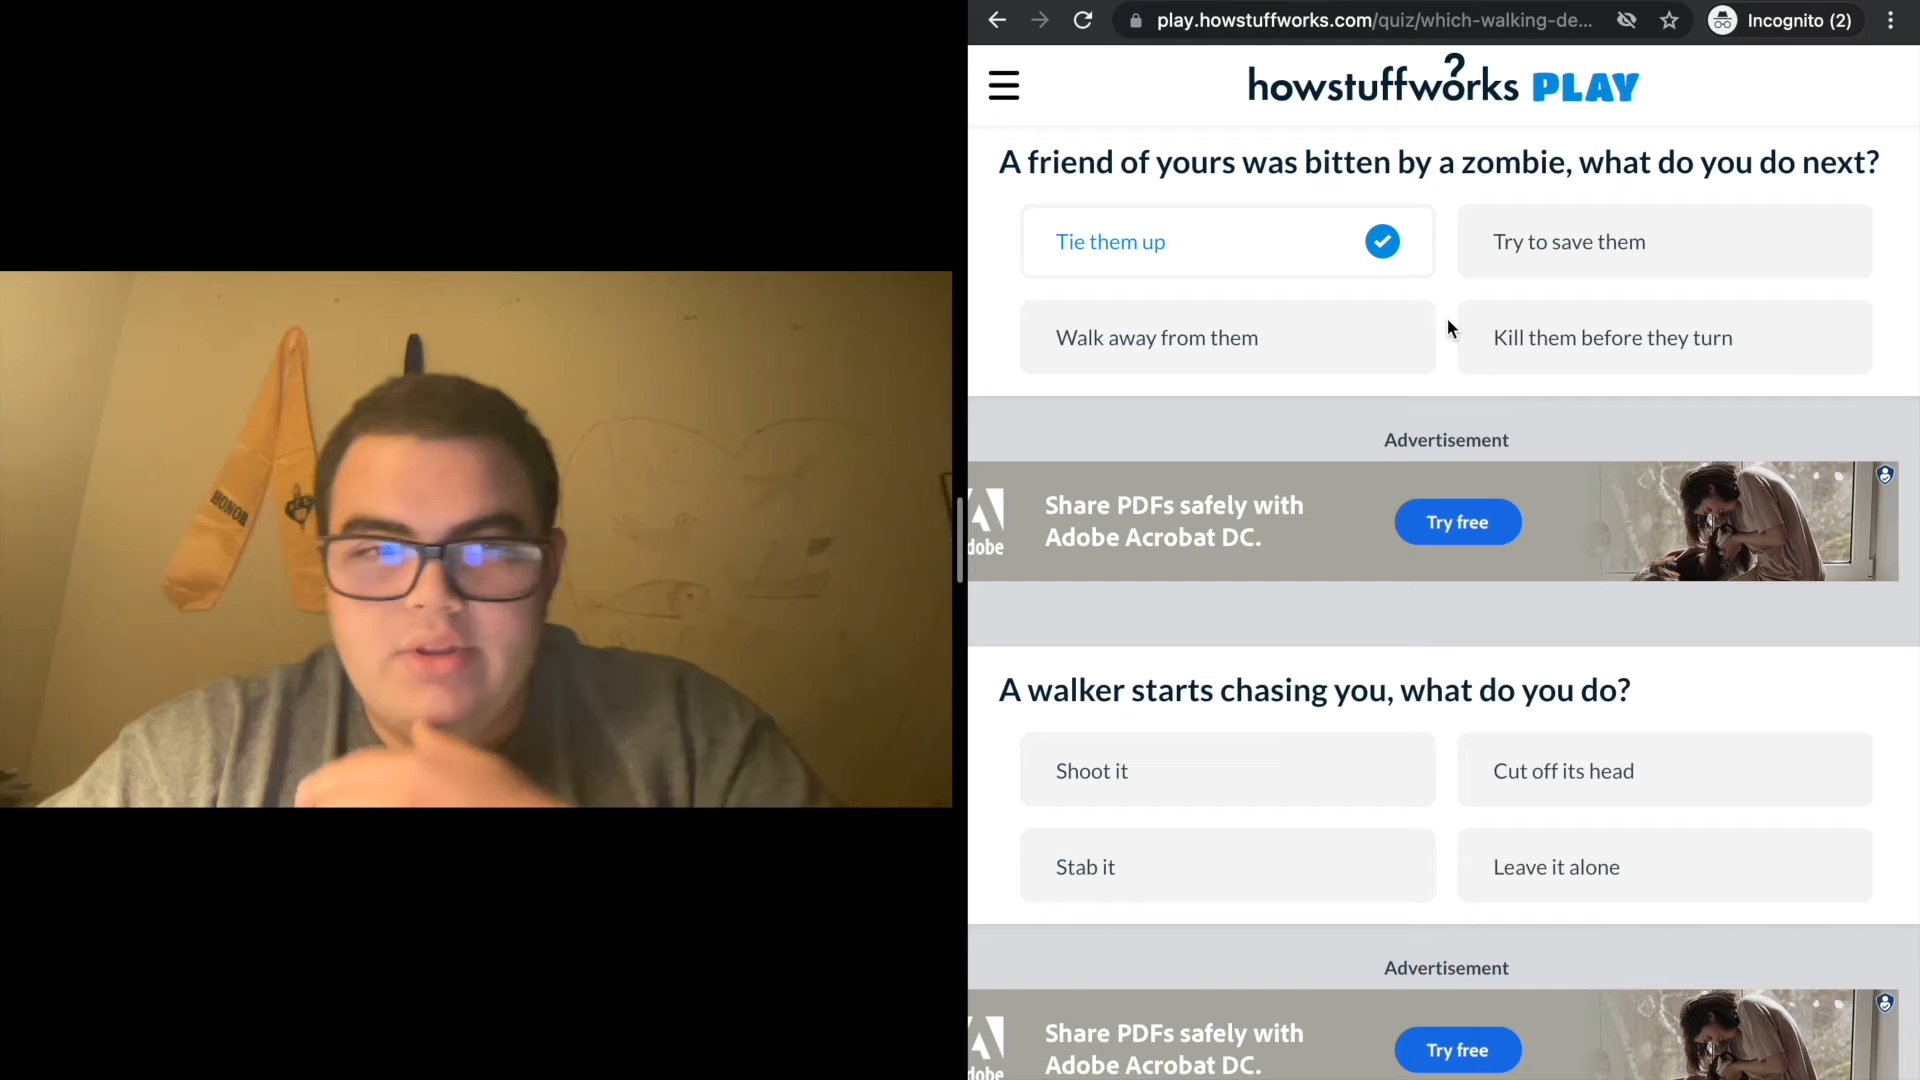 play.howstuffworks.com/quiz/which-walking-de...
Incognito (2)
howstuffworks PLAY
A friend of yours was bitten by a zombie, what do you do next?
Tie them up
Try to save them
Walk away from them
Kill them before they turn
Advertisement
Share PDFs safely with
Adobe Acrobat DC.
Try free
dobe
A walker starts chasing you, what do you do?
Shoot it
Cut off its head
Stab it
Leave it alone
Advertisement
Share PDFs safely with
Adobe Acrobat DC.
Try free
dobe
HONOR